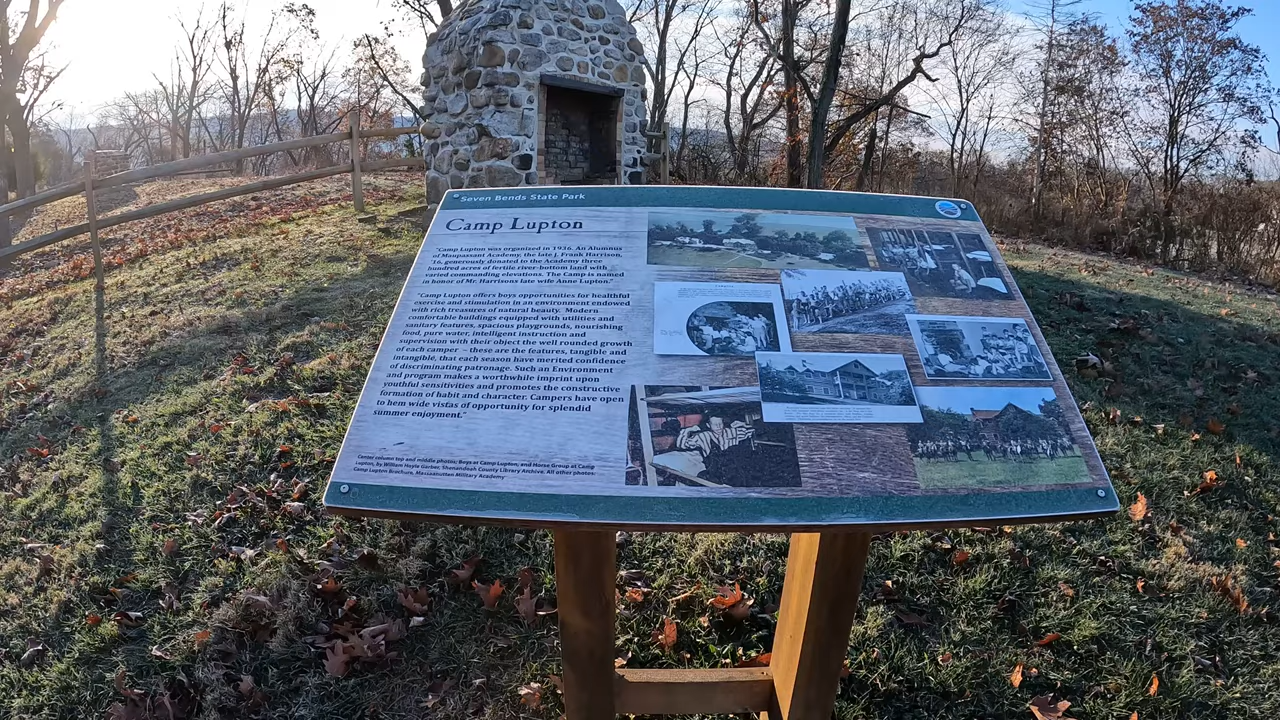 Seven Bends State Park
Camp Lupton
"Camp Lupton was organized in 1936. An Alumnus
of Maupassant Academy, the late J. Frank Harrison,
'16, generously donated to the Academy three
hundred acres of fertile river-bottom land with
varied commanding elevations. The Camp is named
in honor of Mr. Harrisons late wife Anne Lupton."
"Camp Lupton offers boys opportunities for healthful
exercise and stimulation in an environment endowed
with rich treasures of natural beauty. Modern
comfortable buildings equipped with utilities and
sanitary features, spacious playgrounds, nourishing
food, pure water, intelligent instruction and
supervision with their object the well rounded growth
of each camper – these are the features, tangible and
intangible, that each season have merited confidence
of discriminating patronage. Such an Environment
and program makes a worthwhile imprint upon
youthful sensitivities and promotes the constructive
formation of habit and character. Campers have open
to hem wide vistas of opportunity for splendid
summer enjoyment."
Center column top and middle photos: Boys at Camp Lupton, and Horse Group at Camp
Lupton, by William Hoyle Garber, Shenandoah County Library Archive. All other photos:
Camp Lupton Brochure, Massanutten Military Academy